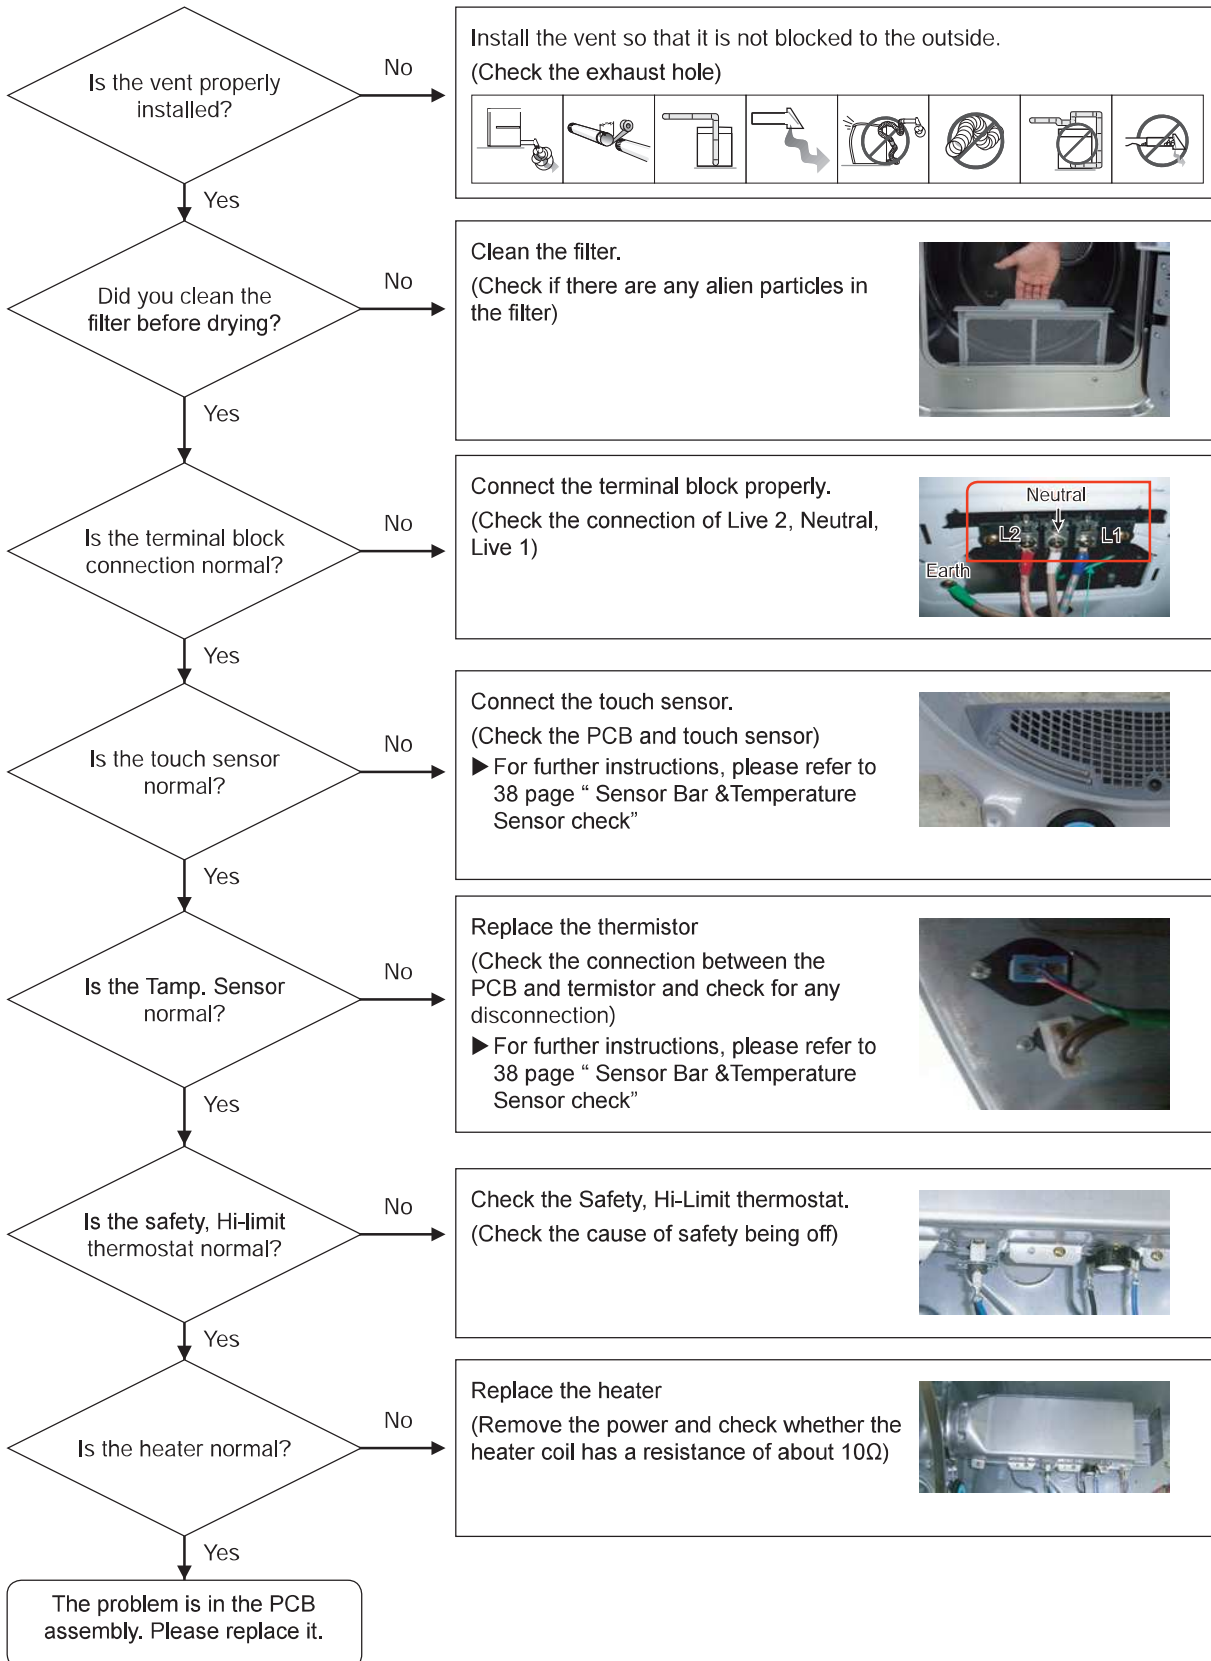 Is the vent properly
installed?
No
Install the vent so that it is not blocked to the outside.
(Check the exhaust hole)
Yes
Did you clean the
filter before drying?
No
Clean the filter.
(Check if there are any alien particles in
the filter)
Yes
Is the terminal block
connection normal?
No
Connect the terminal block properly.
(Check the connection of Live 2, Neutral,
Live 1)
Neutral
L2
L1
Earth
Yes
Is the touch sensor
normal?
No
Connect the touch sensor.
(Check the PCB and touch sensor)
▶ For further instructions, please refer to
38 page “ Sensor Bar &Temperature
Sensor check”
Yes
Is the Tamp. Sensor
normal?
No
Replace the thermistor
(Check the connection between the
PCB and termistor and check for any
disconnection)
▶ For further instructions, please refer to
38 page “ Sensor Bar &Temperature
Sensor check”
Yes
Is the safety, Hi-limit
thermostat normal?
No
Check the Safety, Hi-Limit thermostat.
(Check the cause of safety being off)
Yes
Is the heater normal?
No
Replace the heater
(Remove the power and check whether the
heater coil has a resistance of about 10Ω)
Yes
The problem is in the PCB
assembly. Please replace it.